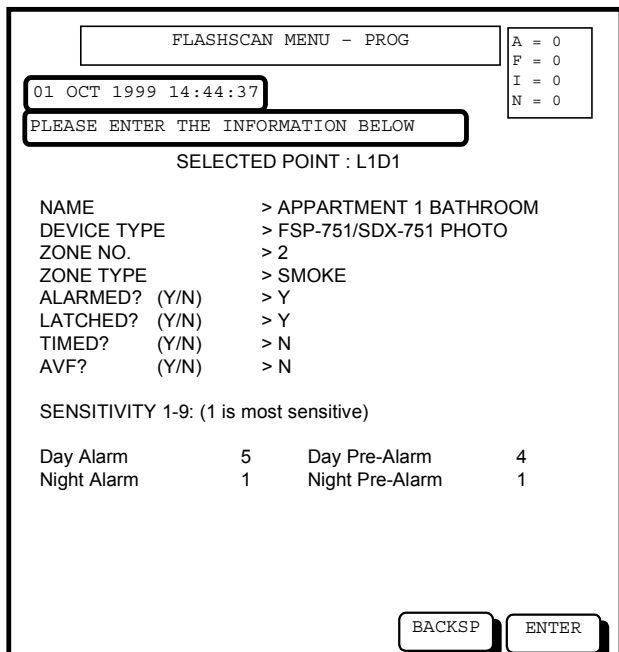 FLASHSCAN MENU – PROG
A = 0
F = 0
I = 0
N = 0
01 OCT 1999 14:44:37
PLEASE ENTER THE INFORMATION BELOW
SELECTED POINT : L1D1
NAME > APPARTMENT 1 BATHROOM
DEVICE TYPE > FSP-751/SDX-751 PHOTO
ZONE NO. > 2
ZONE TYPE > SMOKE
ALARMED? (Y/N) > Y
LATCHED? (Y/N) > Y
TIMED? (Y/N) > N
AVF? (Y/N) > N
SENSITIVITY 1-9: (1 is most sensitive)
Day Alarm 5 Day Pre-Alarm 4
Night Alarm 1 Night Pre-Alarm 1
BACKSP ENTER